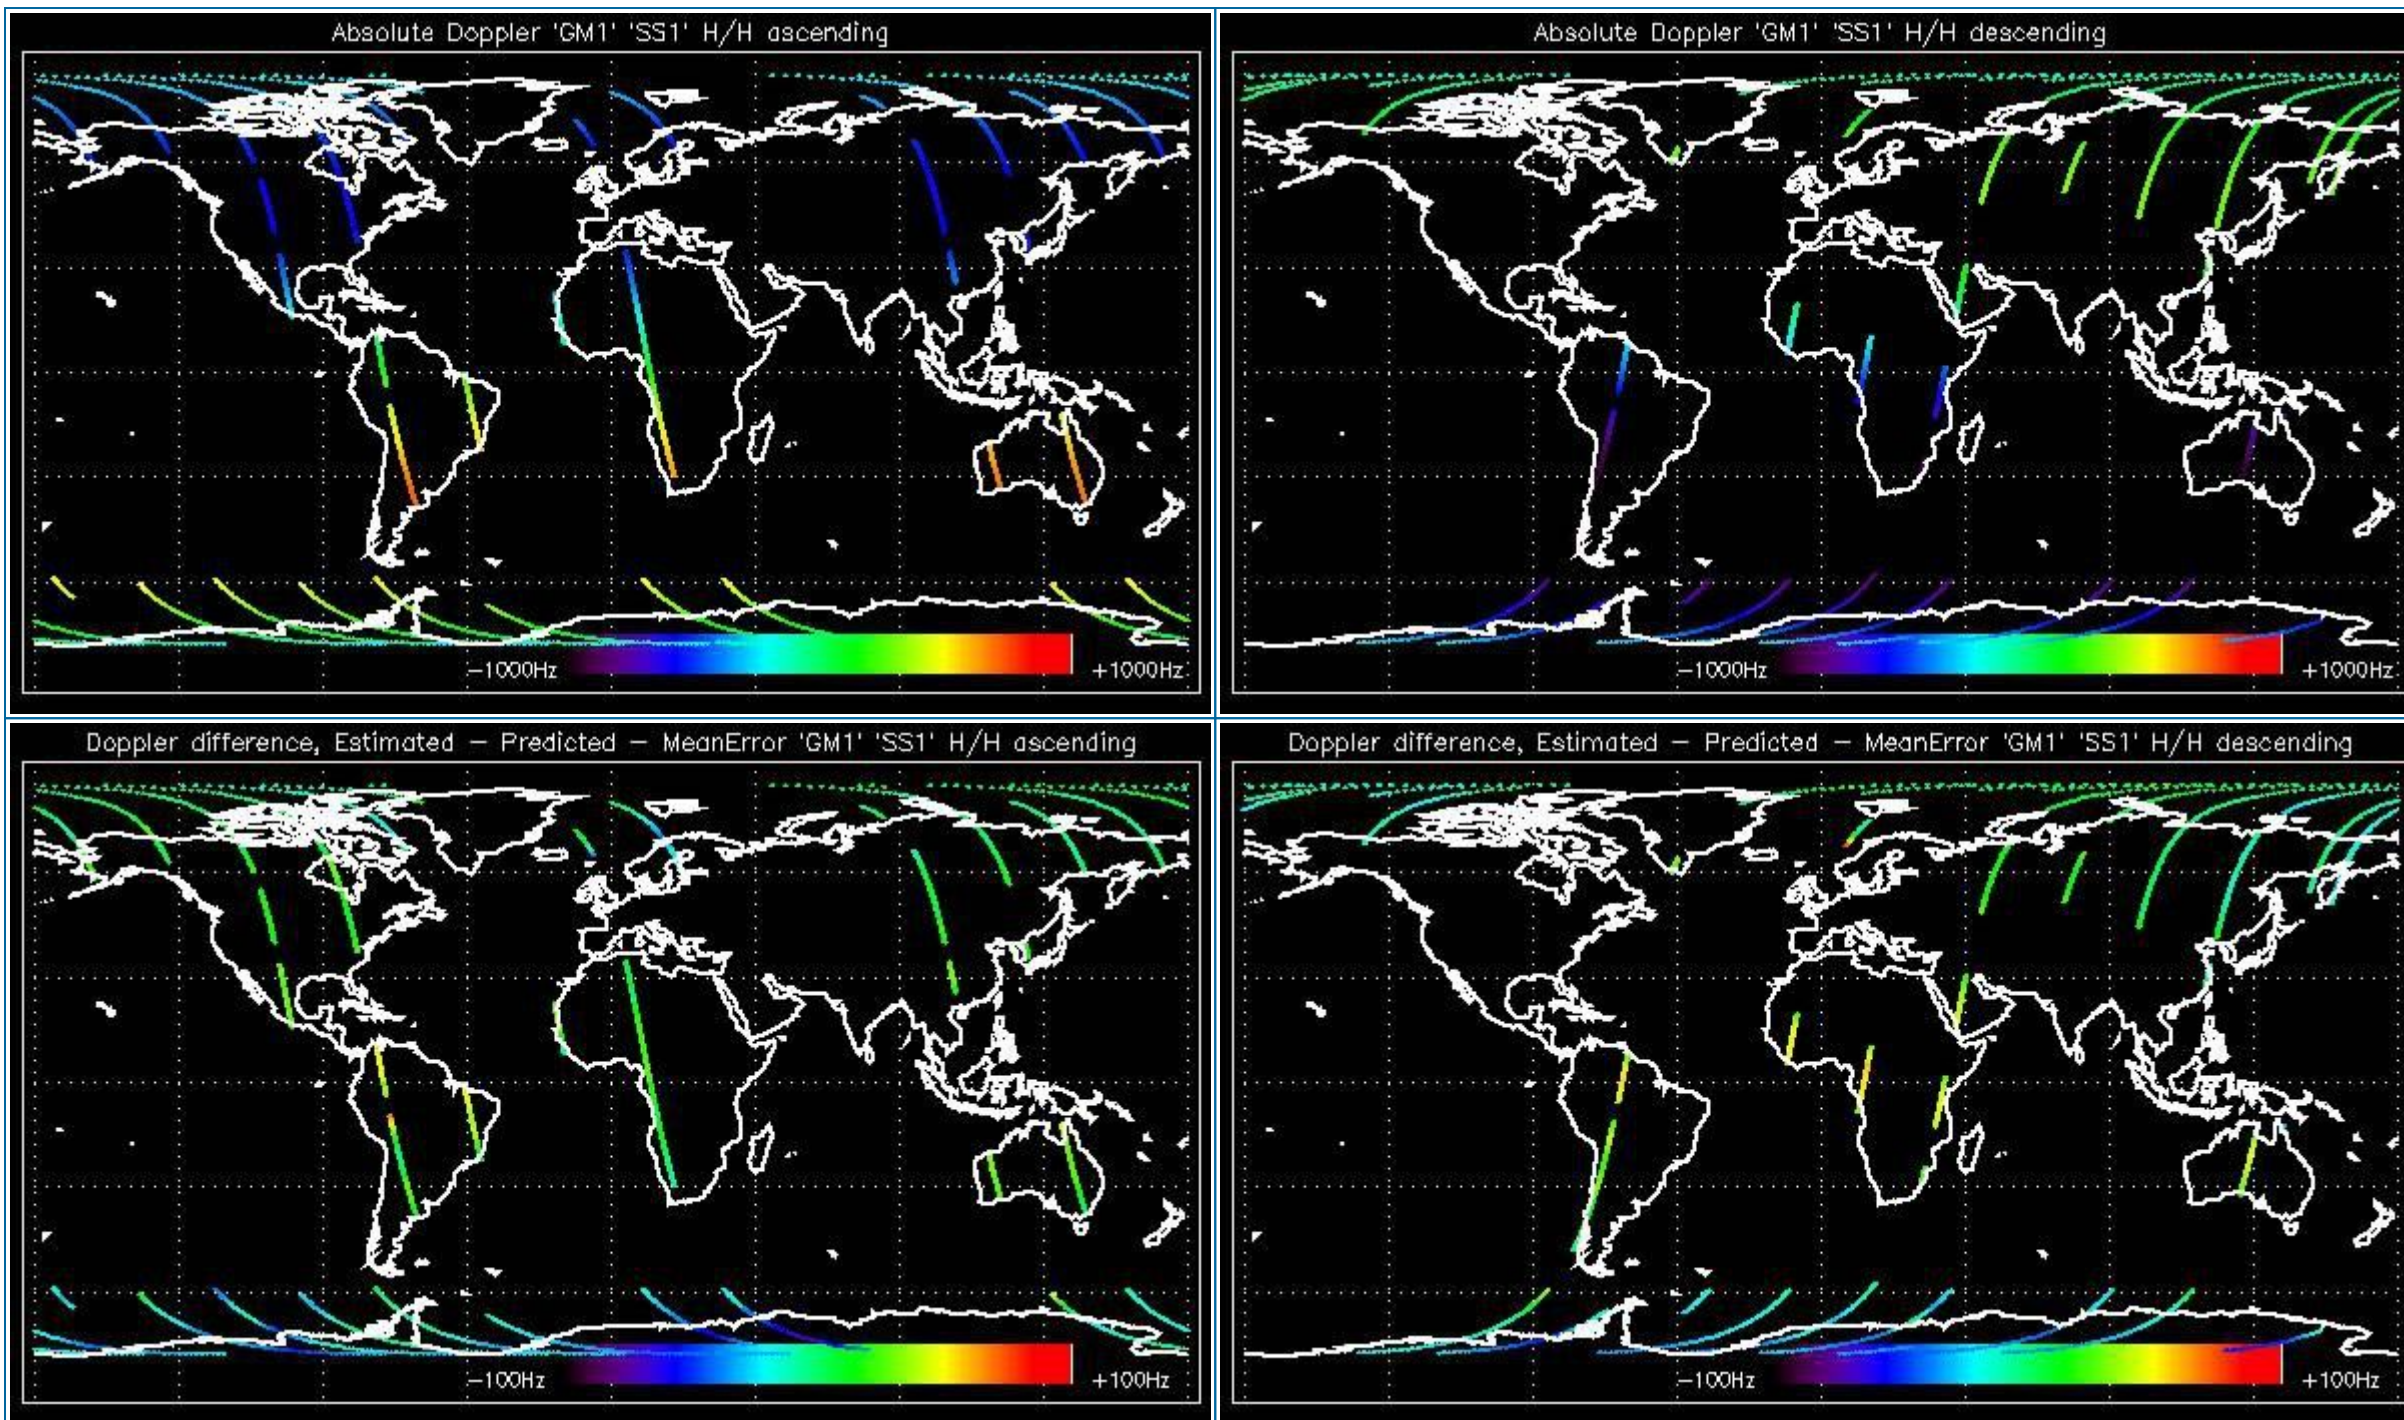 Absolute Doppler 'GM1' 'SS1' H/H ascending
-1000Hz
+1000Hz
Absolute Doppler 'GM1' 'SS1' H/H descending
-1000Hz
+1000Hz
Doppler difference, Estimated - Predicted - MeanError 'GM1' 'SS1' H/H ascending
-100Hz
+100Hz
Doppler difference, Estimated - Predicted - MeanError 'GM1' 'SS1' H/H descending
-100Hz
+100Hz